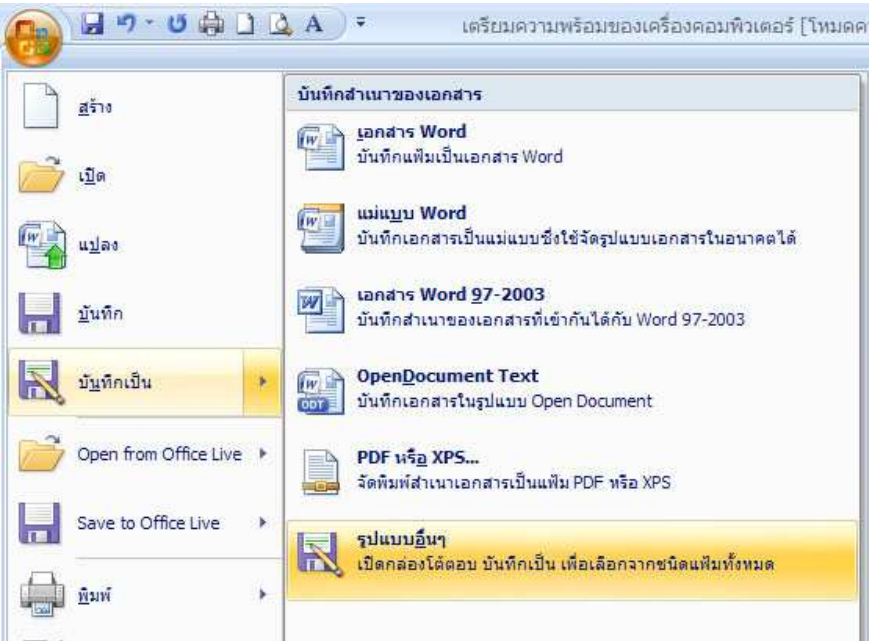 เตรียมความพร้อมของเครื่องคอมพิวเตอร์ [โหมดคว
สร้าง
เปิด
แปลง
บันทึก
บันทึกเป็น
Open from Office Live
Save to Office Live
พิมพ์
บันทึกสำเนาของเอกสาร
เอกสาร Word
บันทึกแฟ้มเป็นเอกสาร Word
แม่แบบ Word
บันทึกเอกสารเป็นแม่แบบซึ่งใช้จัดรูปแบบเอกสารในอนาคตได้
เอกสาร Word 97-2003
บันทึกสำเนาของเอกสารที่เข้ากันได้กับ Word 97-2003
OpenDocument Text
บันทึกเอกสารในรูปแบบ Open Document
PDF หรือ XPS...
จัดพิมพ์สำเนาเอกสารเป็นแฟ้ม PDF หรือ XPS
รูปแบบอื่นๆ
เปิดกล่องโต้ตอบ บันทึกเป็น เพื่อเลือกจากชนิดแฟ้มทั้งหมด